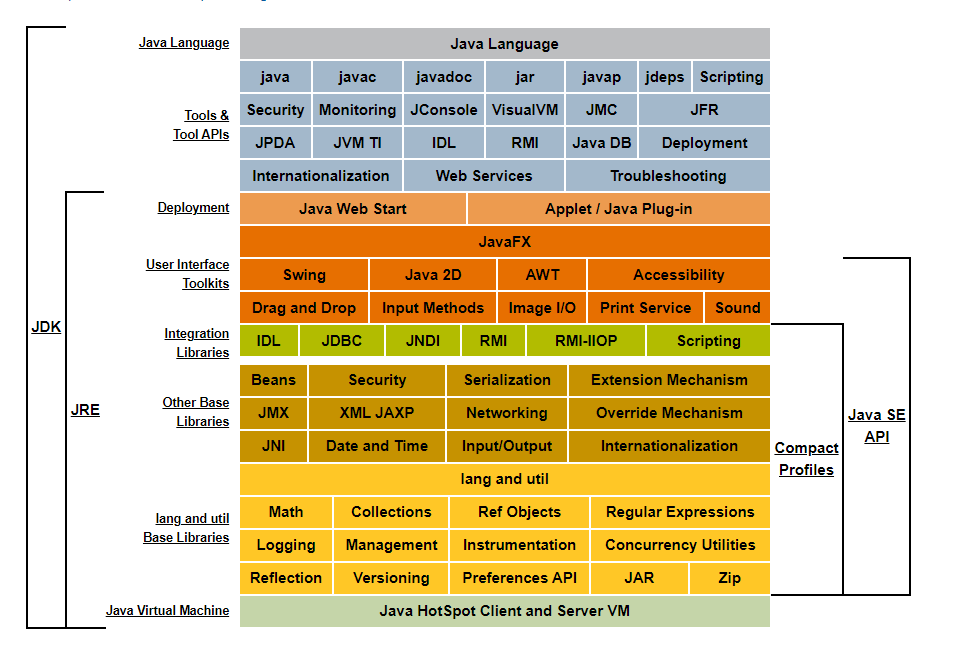 Java Language
Java Language
java javac javadoc jar javap jdeps Scripting
Security Monitoring JConsole VisualVM JMC JFR
Tools &
Tool APIs
JPDA JVM TI IDL RMI Java DB Deployment
Internationalization Web Services Troubleshooting
Deployment
Java Web Start Applet / Java Plug-in
JavaFX
User Interface
Toolkits
Swing Java 2D AWT Accessibility
Drag and Drop Input Methods Image I/O Print Service Sound
Integration
Libraries
IDL JDBC JNDI RMI RMI-IIOP Scripting
JDK
Beans Security Serialization Extension Mechanism
Other Base
Libraries
JMX XML JAXP Networking Override Mechanism
JRE
Java SE
API
JNI Date and Time Input/Output Internationalization
Compact
Profiles
lang and util
Math Collections Ref Objects Regular Expressions
lang and util
Base Libraries
Logging Management Instrumentation Concurrency Utilities
Reflection Versioning Preferences API JAR Zip
Java Virtual Machine
Java HotSpot Client and Server VM